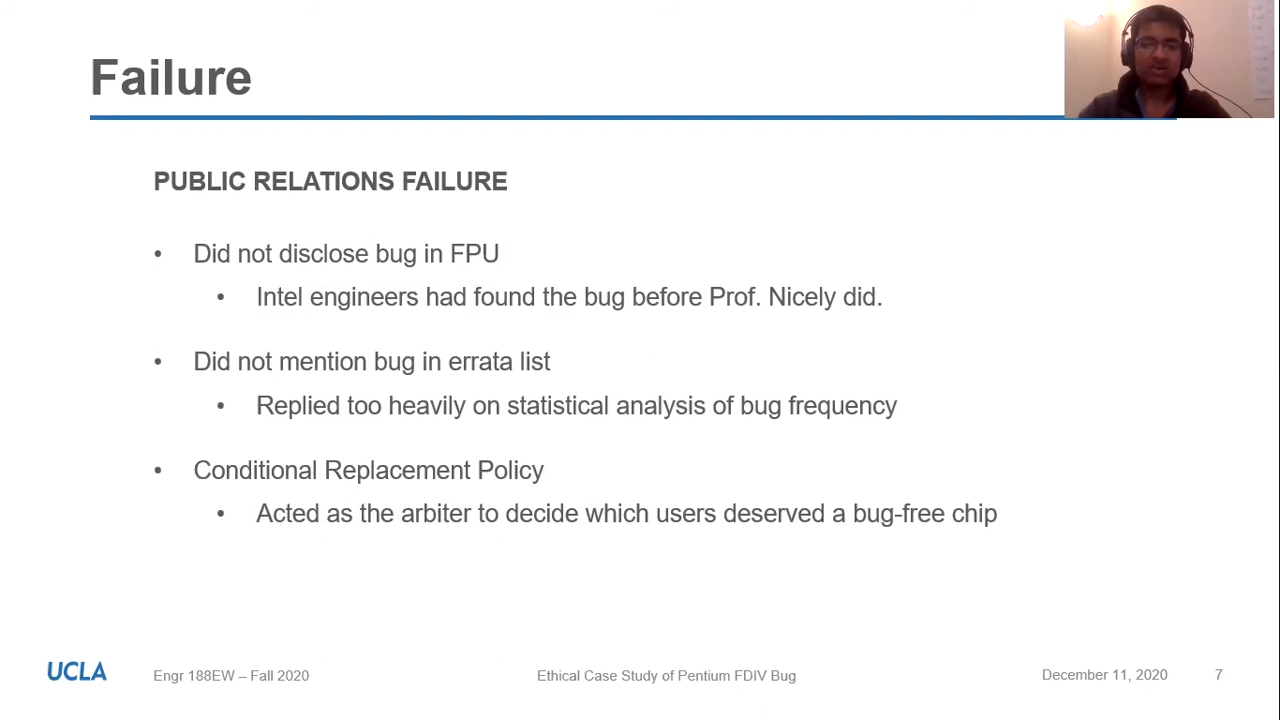 Failure
PUBLIC RELATIONS FAILURE
• Did not disclose bug in FPU
• Intel engineers had found the bug before Prof. Nicely did.
• Did not mention bug in errata list
• Replied too heavily on statistical analysis of bug frequency
• Conditional Replacement Policy
• Acted as the arbiter to decide which users deserved a bug-free chip
UCLA Engr 188EW – Fall 2020 Ethical Case Study of Pentium FDIV Bug December 11, 2020 7